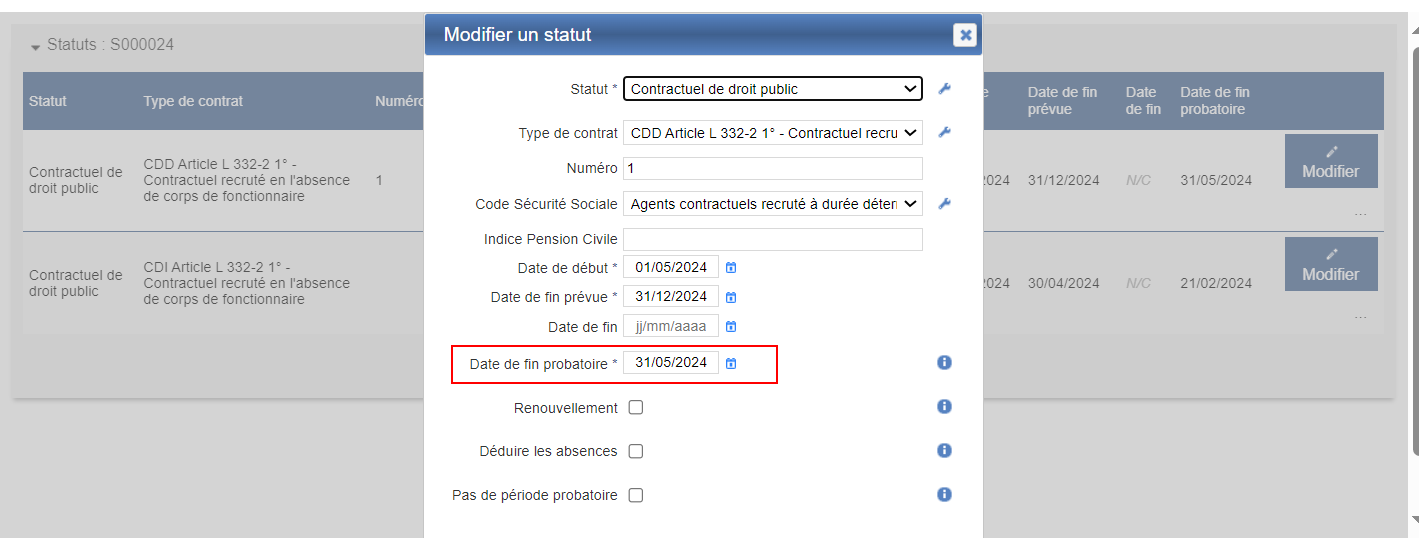 Statuts : S000024
Modifier un statut
Statut
Type de contrat
Numéro
Date de fin
prévue
Date
de fin
Date de fin
probatoire
Contractuel de
droit public
CDD Article L 332-2 1° -
Contractuel recruté en l'absence
de corps de fonctionnaire
1
2024
31/12/2024
N/C
31/05/2024
Modifier
...
Contractuel de
droit public
CDI Article L 332-2 1° -
Contractuel recruté en l'absence
de corps de fonctionnaire
2024
30/04/2024
N/C
21/02/2024
Modifier
...
Statut * Contractuel de droit public
Type de contrat CDD Article L 332-2 1° - Contractuel recru
Numéro 1
Code Sécurité Sociale Agents contractuels recruté à durée déten
Indice Pension Civile
Date de début * 01/05/2024
Date de fin prévue * 31/12/2024
Date de fin jj/mm/aaaa
Date de fin probatoire * 31/05/2024
Renouvellement
Déduire les absences
Pas de période probatoire